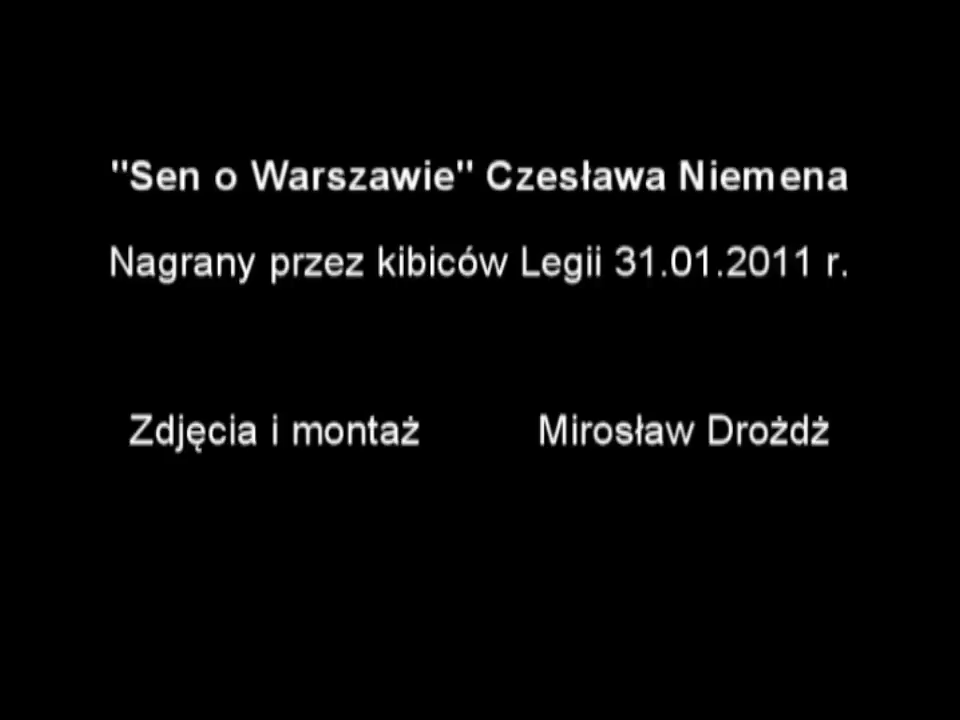 "Sen o Warszawie" Czesława Niemena
Nagrany przez kibiców Legii 31.01.2011 r.
Zdjęcia i montaż Mirosław Drożdż